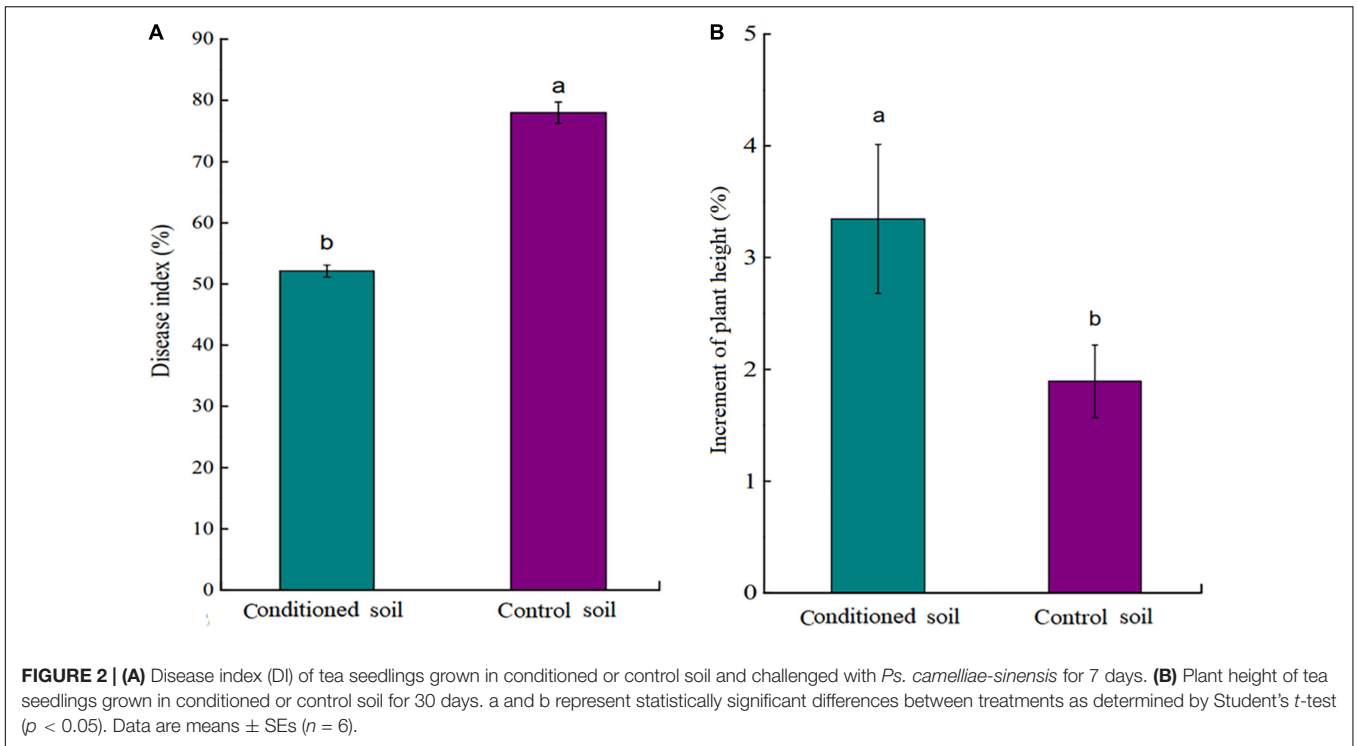 A
90
80
70
60
50
40
30
20
10
0
Disease index (%)
b
a
Conditioned soil
Control soil
B
5
4
3
2
1
0
Increment of plant height (%)
a
b
Conditioned soil
Control soil
FIGURE 2 | (A) Disease index (DI) of tea seedlings grown in conditioned or control soil and challenged with Ps. camelliae-sinensis for 7 days. (B) Plant height of tea
seedlings grown in conditioned or control soil for 30 days. a and b represent statistically significant differences between treatments as determined by Student's t-test
(p < 0.05). Data are means ± SEs (n = 6).